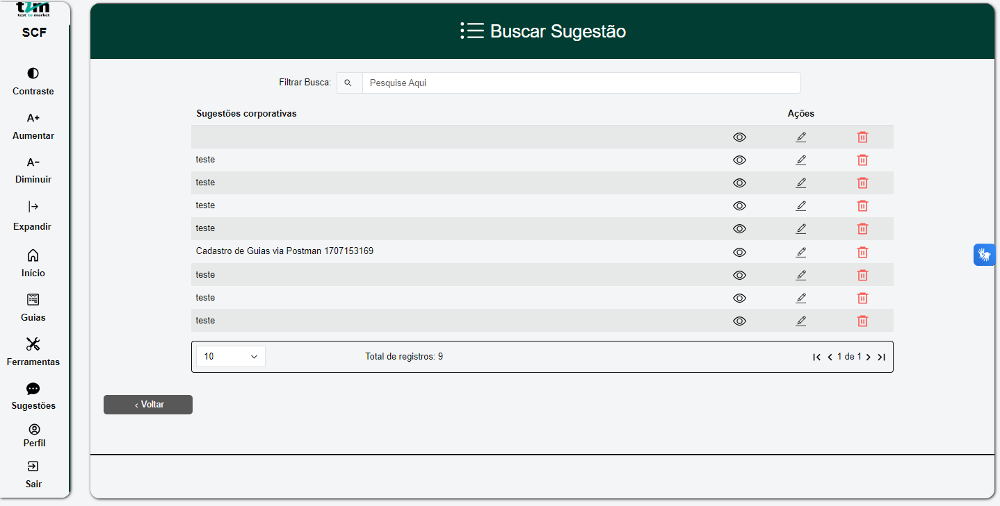 t2m
test to market
SCF
Contraste
A+
Aumentar
A-
Diminuir
Expandir
Início
Guias
Ferramentas
Sugestões
Perfil
Sair
Buscar Sugestão
Filtrar Busca: Pesquise Aqui
Sugestões corporativas Ações
teste
teste
teste
teste
Cadastro de Guias via Postman 1707153169
teste
teste
teste
10 Total de registros: 9 1 de 1
‹ Voltar